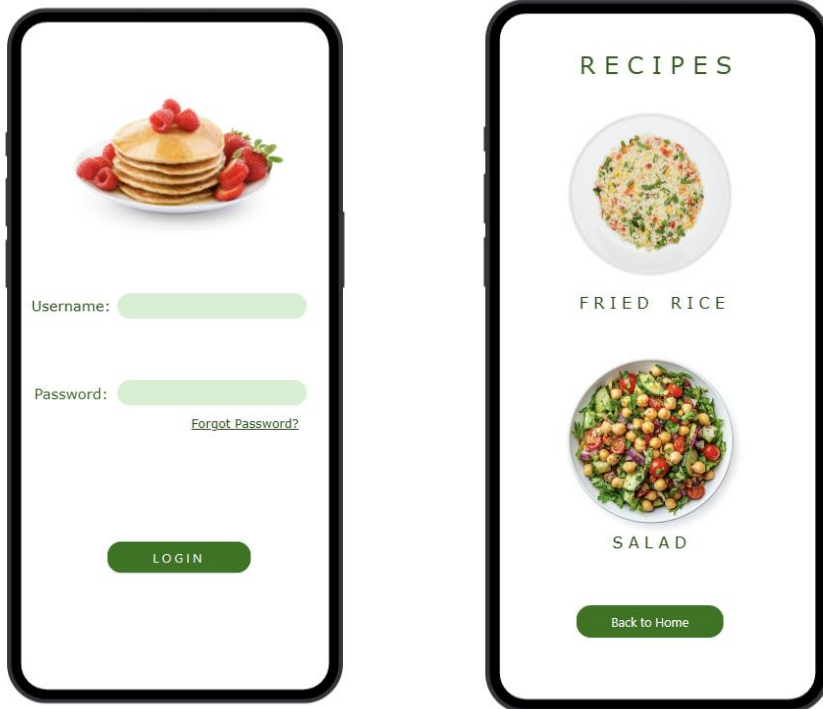 Username:
Password:
Forgot Password?
LOGIN
RECIPES
FRIED RICE
SALAD
Back to Home